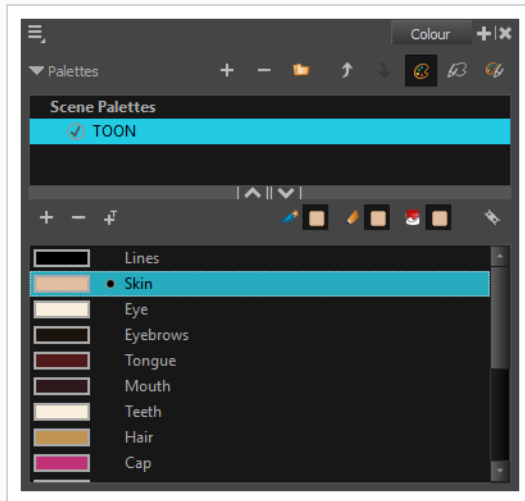 Colour
Palettes
Scene Palettes
TOON
Lines
Skin
Eye
Eyebrows
Tongue
Mouth
Teeth
Hair
Cap